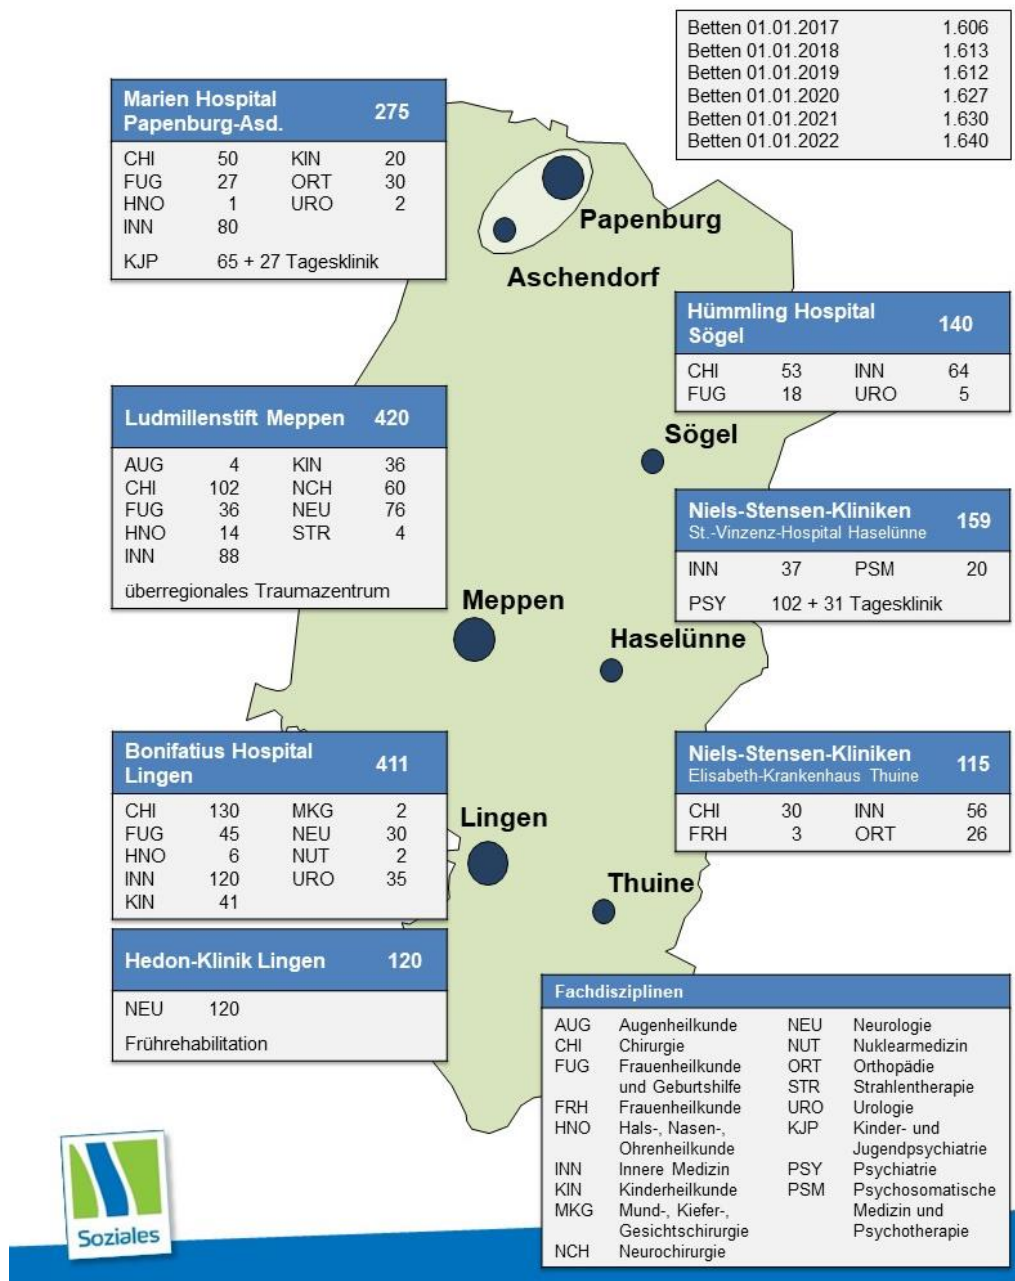 Betten 01.01.2017 1.606
Betten 01.01.2018 1.613
Betten 01.01.2019 1.612
Betten 01.01.2020 1.627
Betten 01.01.2021 1.630
Betten 01.01.2022 1.640
Marien Hospital
Papenburg-Asd. 275
CHI 50 KIN 20
FUG 27 ORT 30
HNO 1 URO 2
INN 80
KJP 65 + 27 Tagesklinik
Papenburg
Aschendorf
Hümmling Hospital
Sögel 140
CHI 53 INN 64
FUG 18 URO 5
Ludmillenstift Meppen 420
AUG 4 KIN 36
CHI 102 NCH 60
FUG 36 NEU 76
HNO 14 STR 4
INN 88
überregionales Traumazentrum
Sögel
Niels-Stensen-Kliniken 159
St.-Vinzenz-Hospital Haselünne
INN 37 PSM 20
PSY 102 + 31 Tagesklinik
Meppen
Haselünne
Bonifatius Hospital
Lingen 411
CHI 130 MKG 2
FUG 45 NEU 30
HNO 6 NUT 2
INN 120 URO 35
KIN 41
Niels-Stensen-Kliniken 115
Elisabeth-Krankenhaus Thuine
CHI 30 INN 56
FRH 3 ORT 26
Lingen
Thuine
Hedon-Klinik Lingen 120
NEU 120
Frührehabilitation
Fachdisziplinen
AUG Augenheilkunde NEU Neurologie
CHI Chirurgie NUT Nuklearmedizin
FUG Frauenheilkunde ORT Orthopädie
und Geburtshilfe STR Strahlentherapie
FRH Frauenheilkunde URO Urologie
HNO Hals-, Nasen-, KJP Kinder- und
Ohrenheilkunde Jugendpsychiatrie
INN Innere Medizin PSY Psychiatrie
KIN Kinderheilkunde PSM Psychosomatische
MKG Mund-, Kiefer-, Medizin und
Gesichtschirurgie Psychotherapie
NCH Neurochirurgie
Soziales